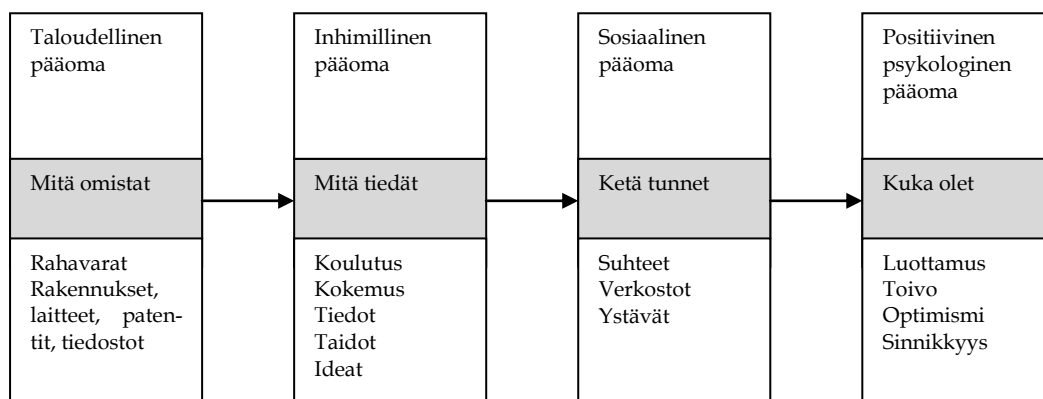 Taloudellinen
pääoma
Mitä omistat
Rahavarat
Rakennukset,
laitteet, paten-
tit, tiedostot
Inhimillinen
pääoma
Mitä tiedät
Koulutus
Kokemus
Tiedot
Taidot
Ideat
Sosiaalinen
pääoma
Ketä tunnet
Suhteet
Verkostot
Ystävät
Positiivinen
psykologinen
pääoma
Kuka olet
Luottamus
Toivo
Optimismi
Sinnikkyys